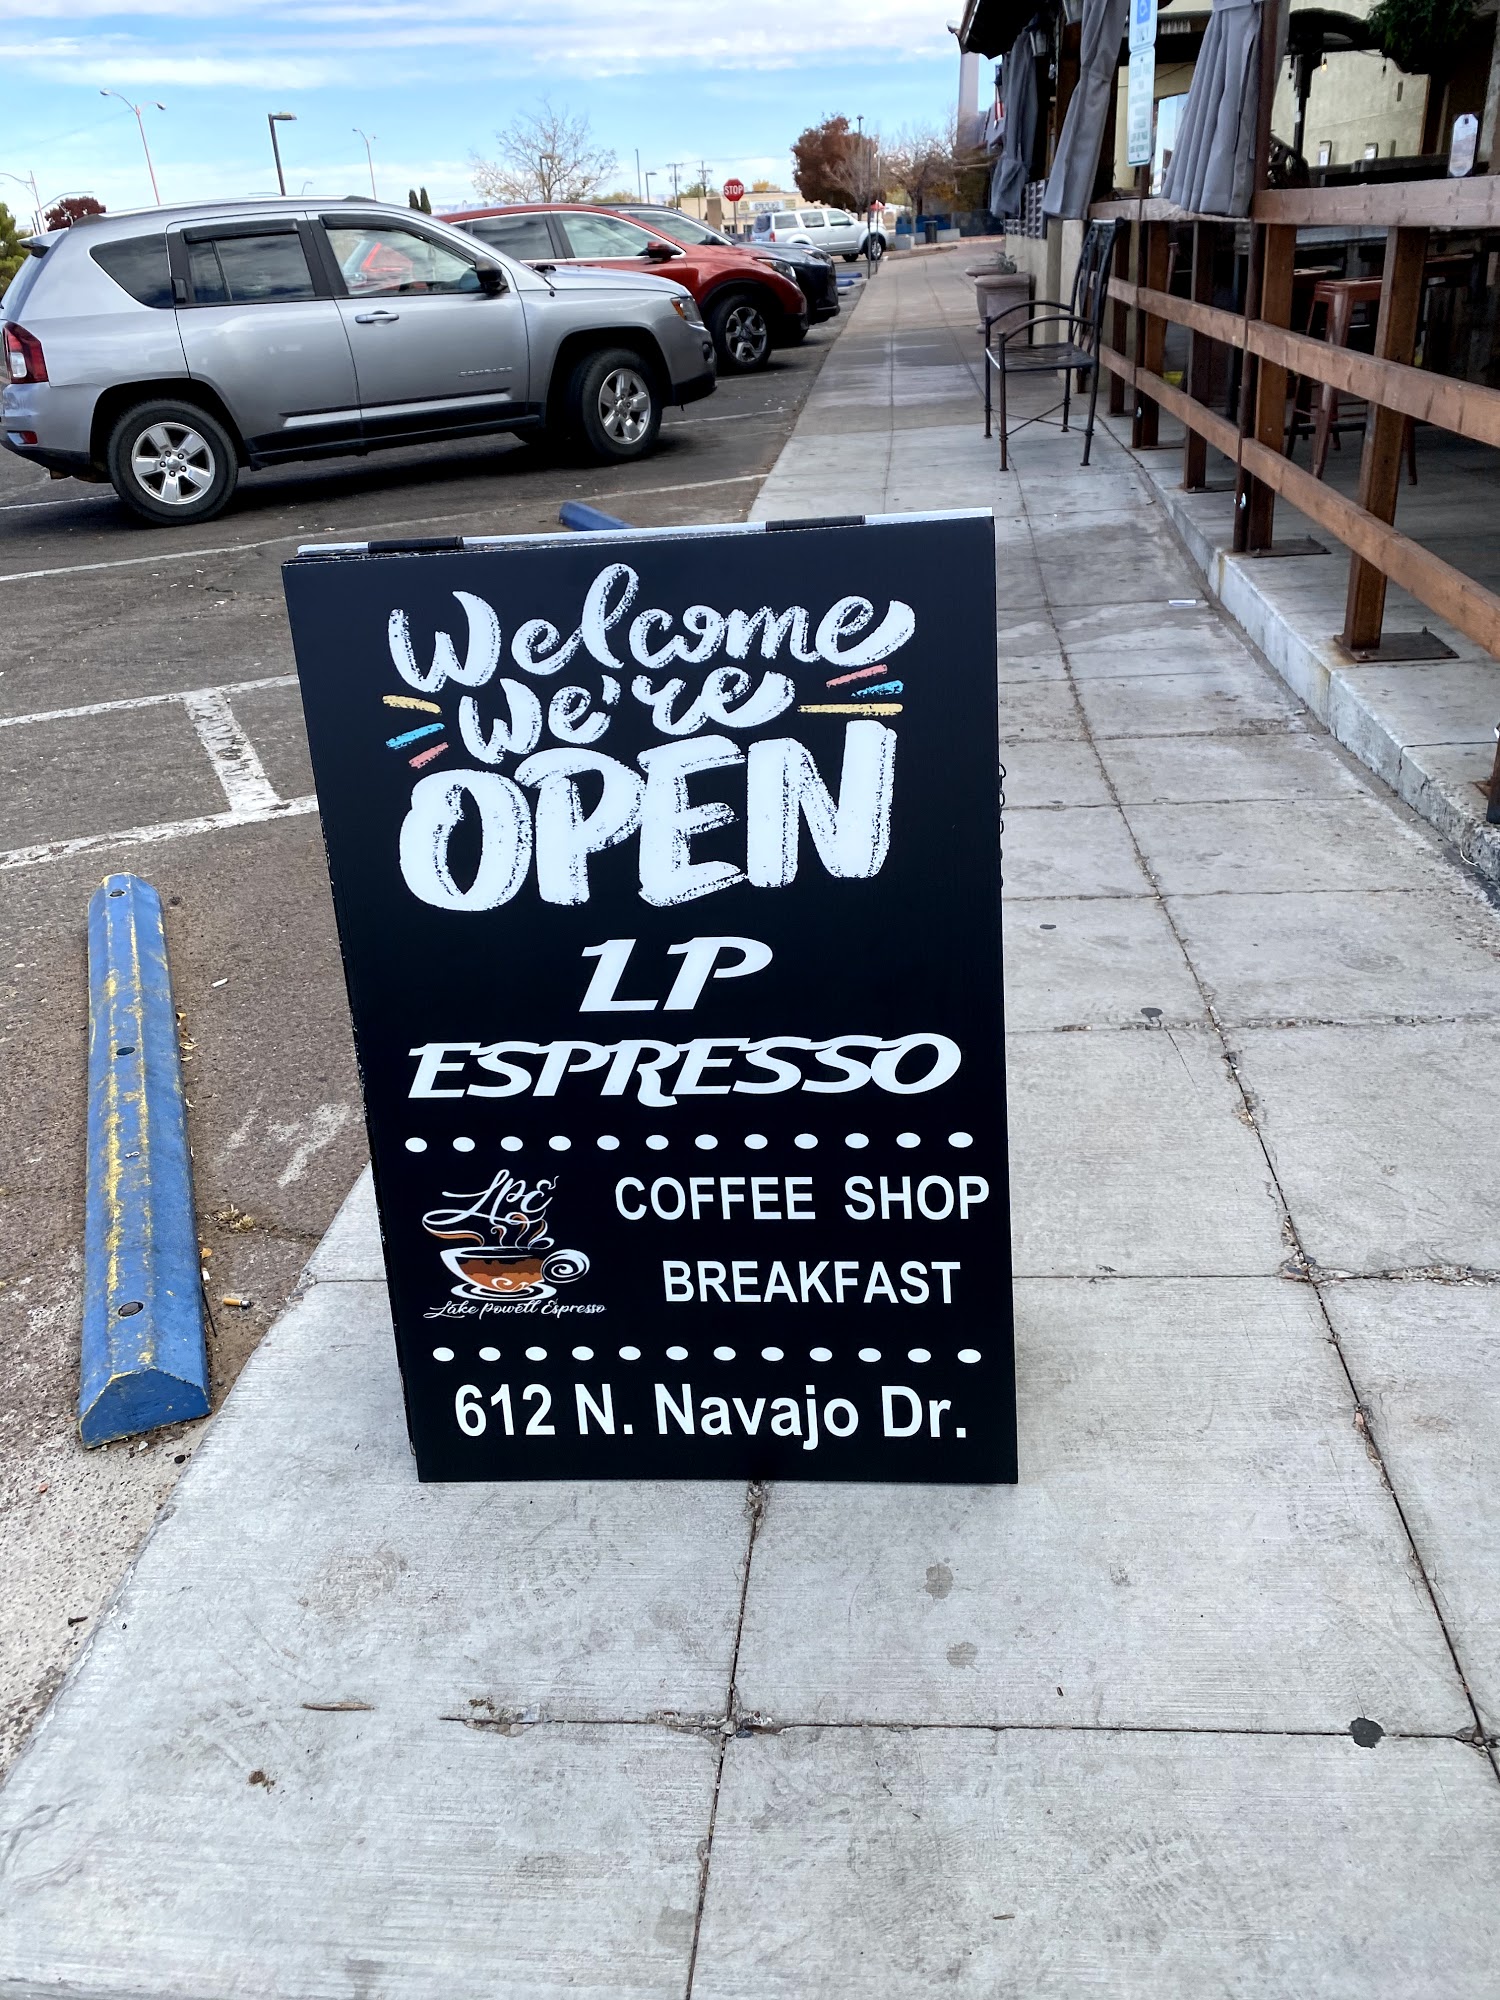 STOP
Welcome
we're
OPEN
LP
ESPRESSO
LPE
Lake Powell Espresso
COFFEE SHOP
BREAKFAST
612 N. Navajo Dr.